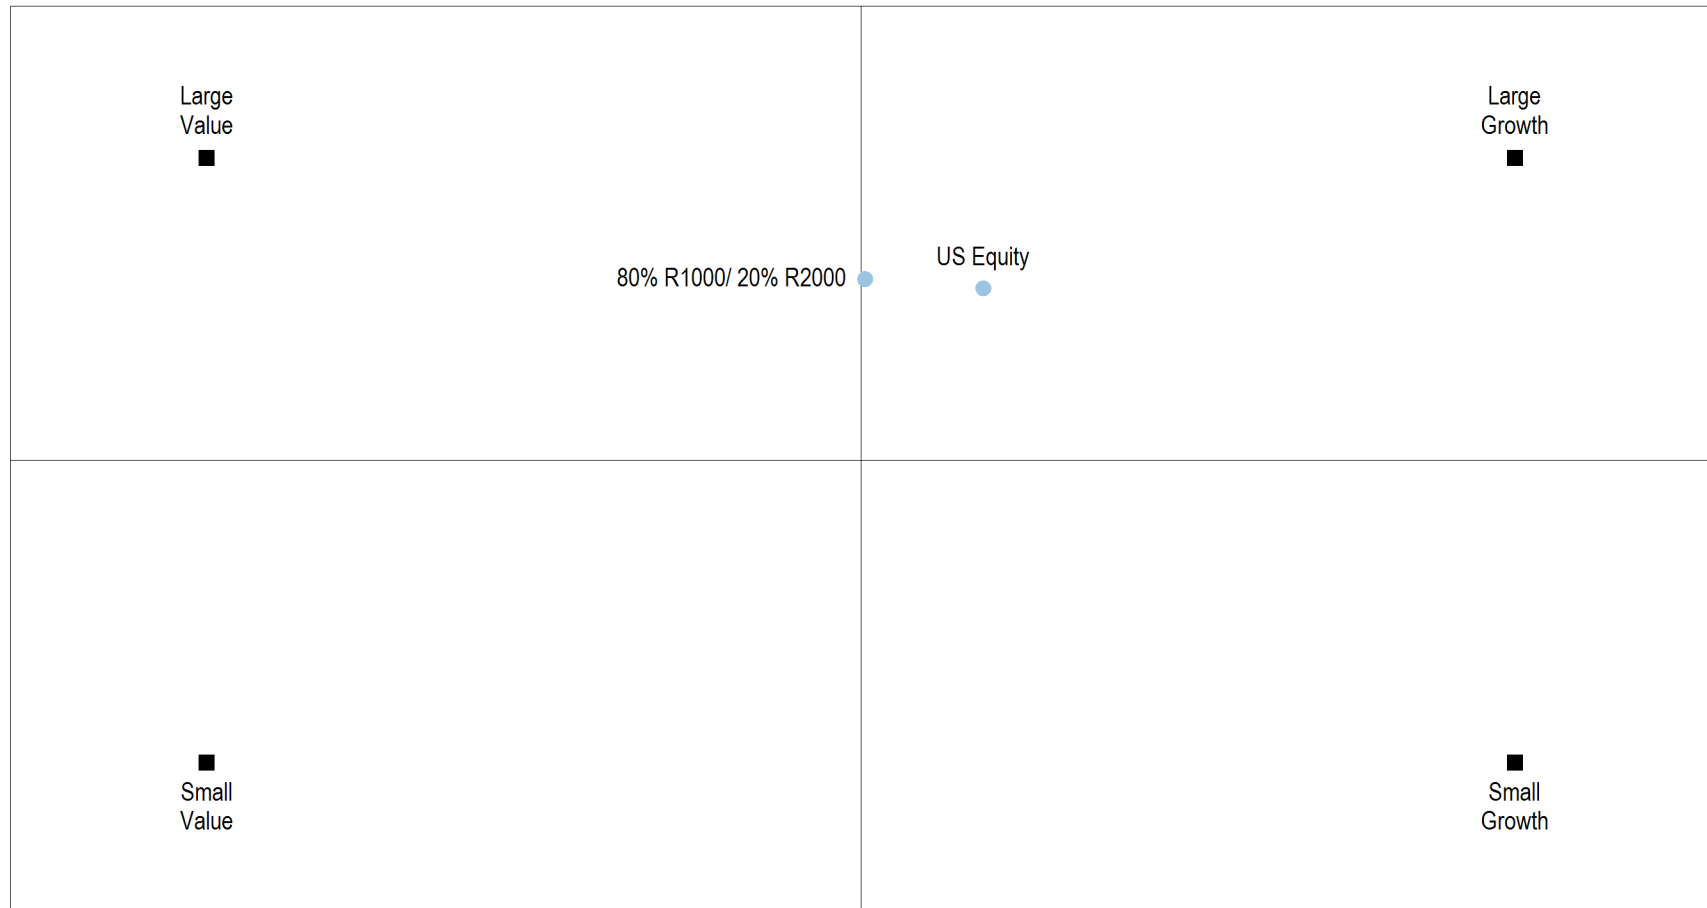 Large
Value
Large
Growth
US Equity
80% R1000/ 20% R2000
Small
Value
Small
Growth